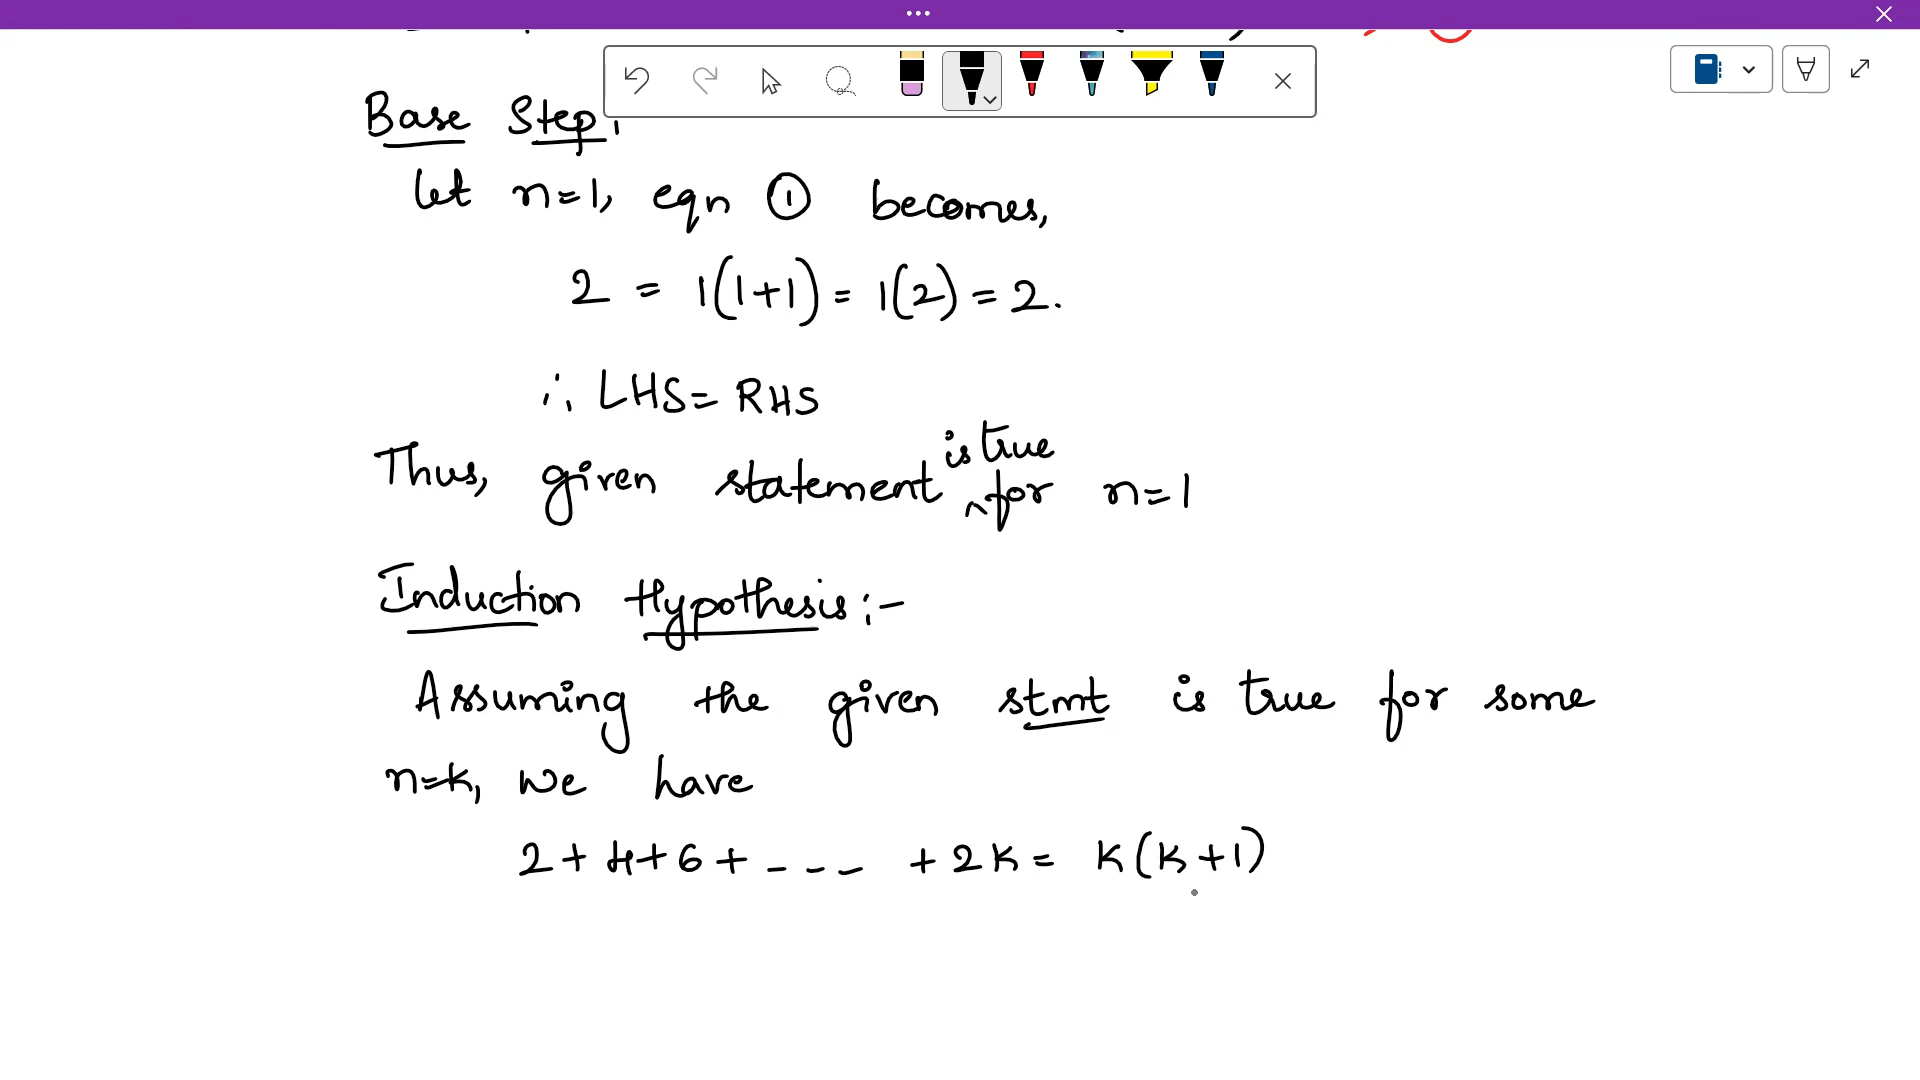 Base Step:
Let n=1, eqn ① becomes,
2 = 1(1+1) = 1(2) = 2.
∴ LHS = RHS
is true
Thus, given statement ^ for n=1
Induction Hypothesis:-
Assuming the given stmt is true for some
n=k, we have
2+4+6+ - - - +2k = k(k+1)